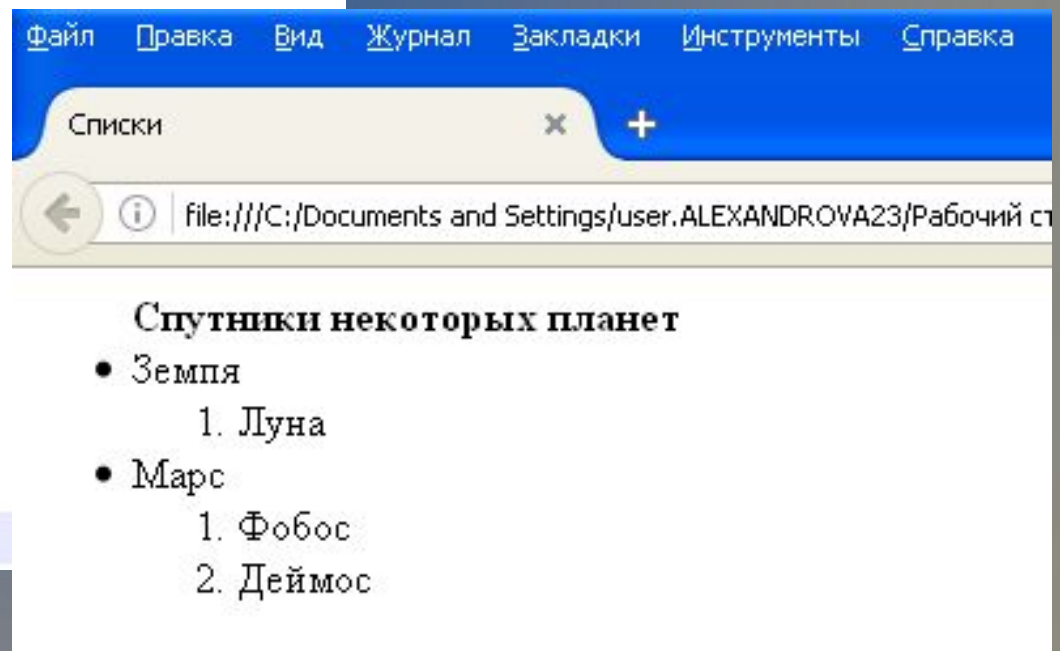 Файл Правка Вид Журнал Закладки Инструменты Справка
Списки
file:///C:/Documents and Settings/user.ALEXANDROVA23/Рабочий ст
Спутники некоторых планет
• Земпя
1. Луна
• Марс
1. Фобос
2. Деймос